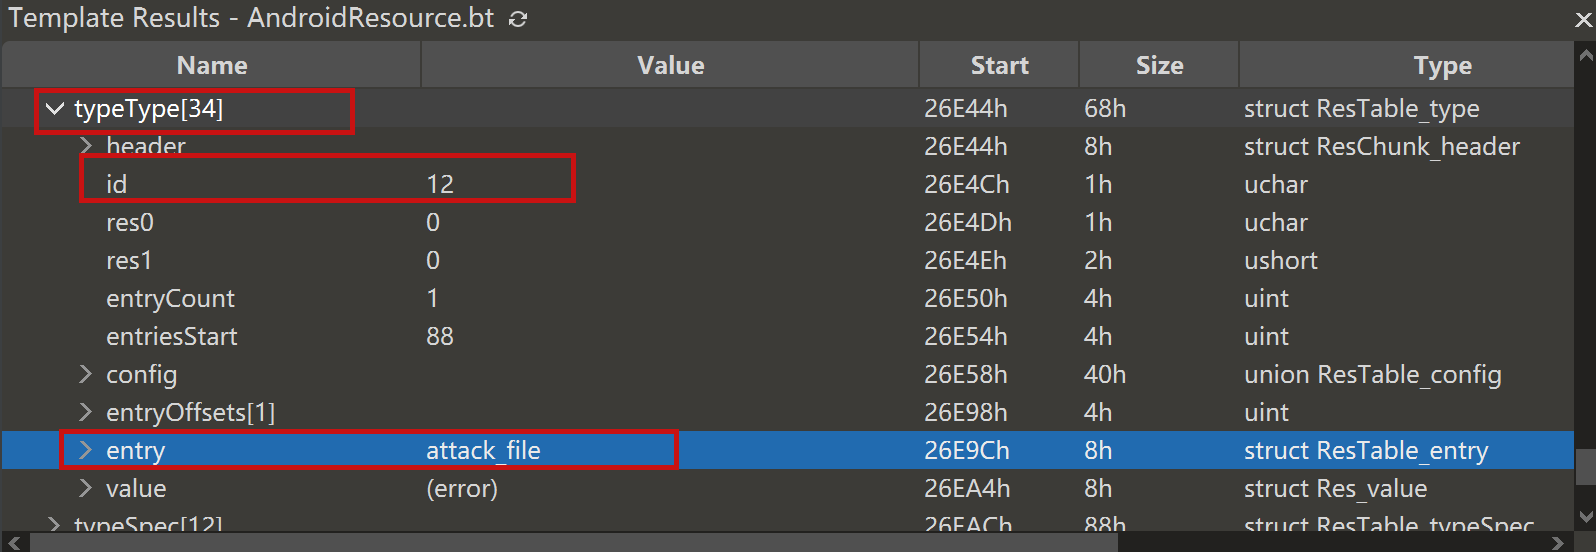 Template Results - AndroidResource.bt
Name Value Start Size Type
typeType[34] 26E44h 68h struct ResTable_type
header 26E44h 8h struct ResChunk_header
id 12 26E4Ch 1h uchar
res0 0 26E4Dh 1h uchar
res1 0 26E4Eh 2h ushort
entryCount 1 26E50h 4h uint
entriesStart 88 26E54h 4h uint
config 26E58h 40h union ResTable_config
entryOffsets[1] 26E98h 4h uint
entry attack_file 26E9Ch 8h struct ResTable_entry
value (error) 26EA4h 8h struct Res_value
typeSpec[12] 26EACh 88h struct ResTable_typeSpec